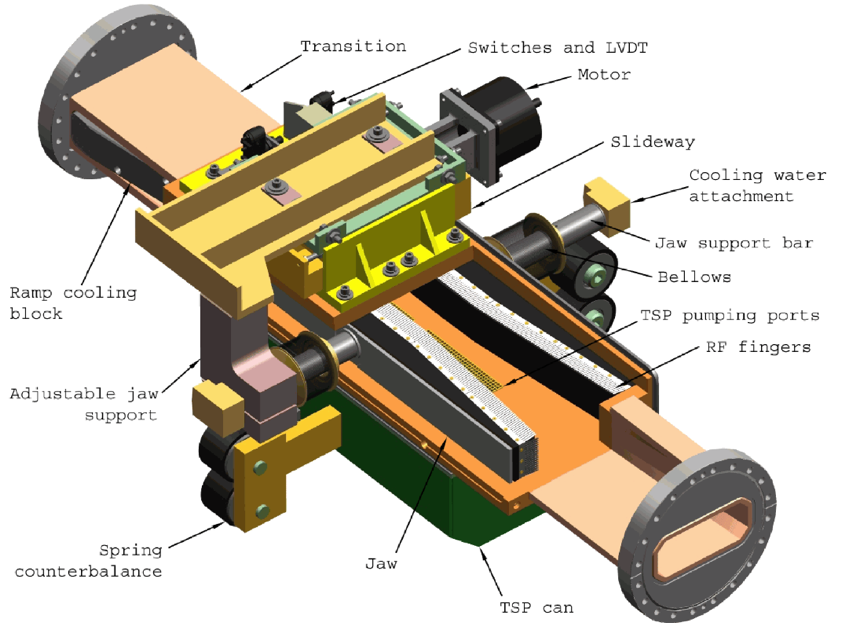 Transition
Switches and LVDT
Motor
Slideway
Cooling water
attachment
Jaw support bar
Bellows
Ramp cooling
block
TSP pumping ports
RF fingers
Adjustable jaw
support
Spring
counterbalance
Jaw
TSP can